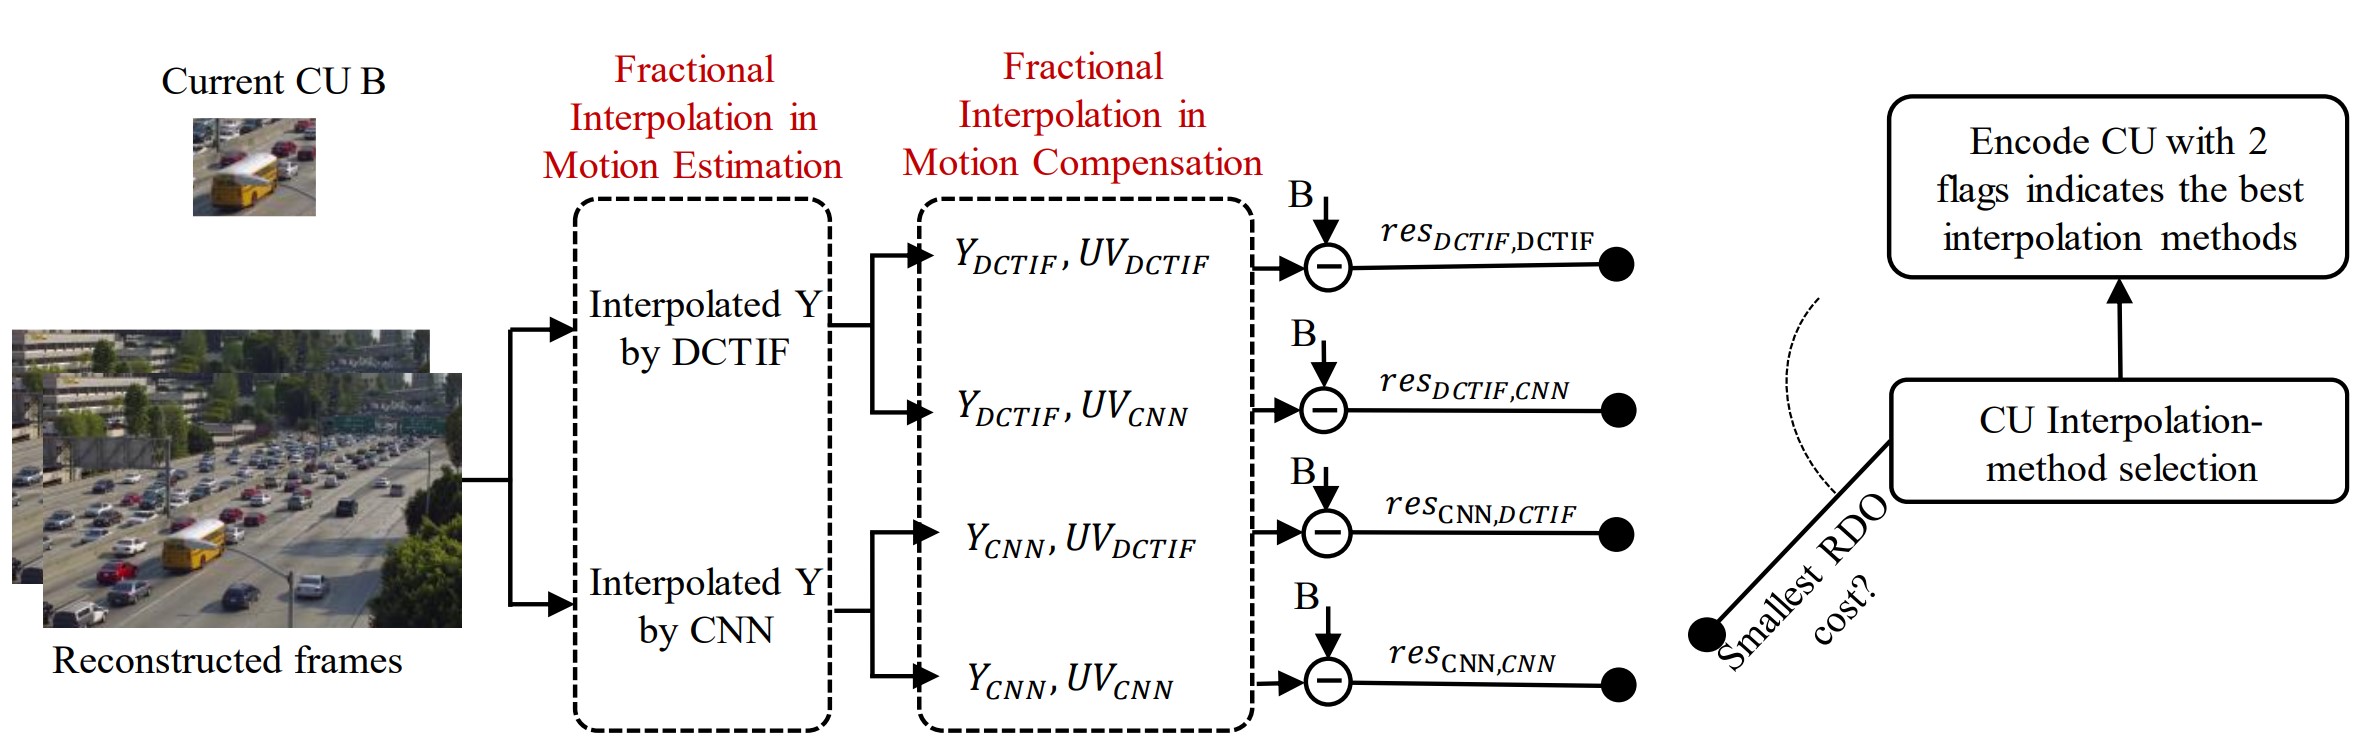 Current CU B
Reconstructed frames
Fractional
Interpolation in
Motion Estimation
Interpolated Y
by DCTIF
Interpolated Y
by CNN
Fractional
Interpolation in
Motion Compensation
Y_{DCTIF}, UV_{DCTIF}
Y_{DCTIF}, UV_{CNN}
Y_{CNN}, UV_{DCTIF}
Y_{CNN}, UV_{CNN}
B
res_{DCTIF,DCTIF}
B
res_{DCTIF,CNN}
B
res_{CNN,DCTIF}
B
res_{CNN,CNN}
Smallest RDO
cost?
Encode CU with 2
flags indicates the best
interpolation methods
CU Interpolation-
method selection